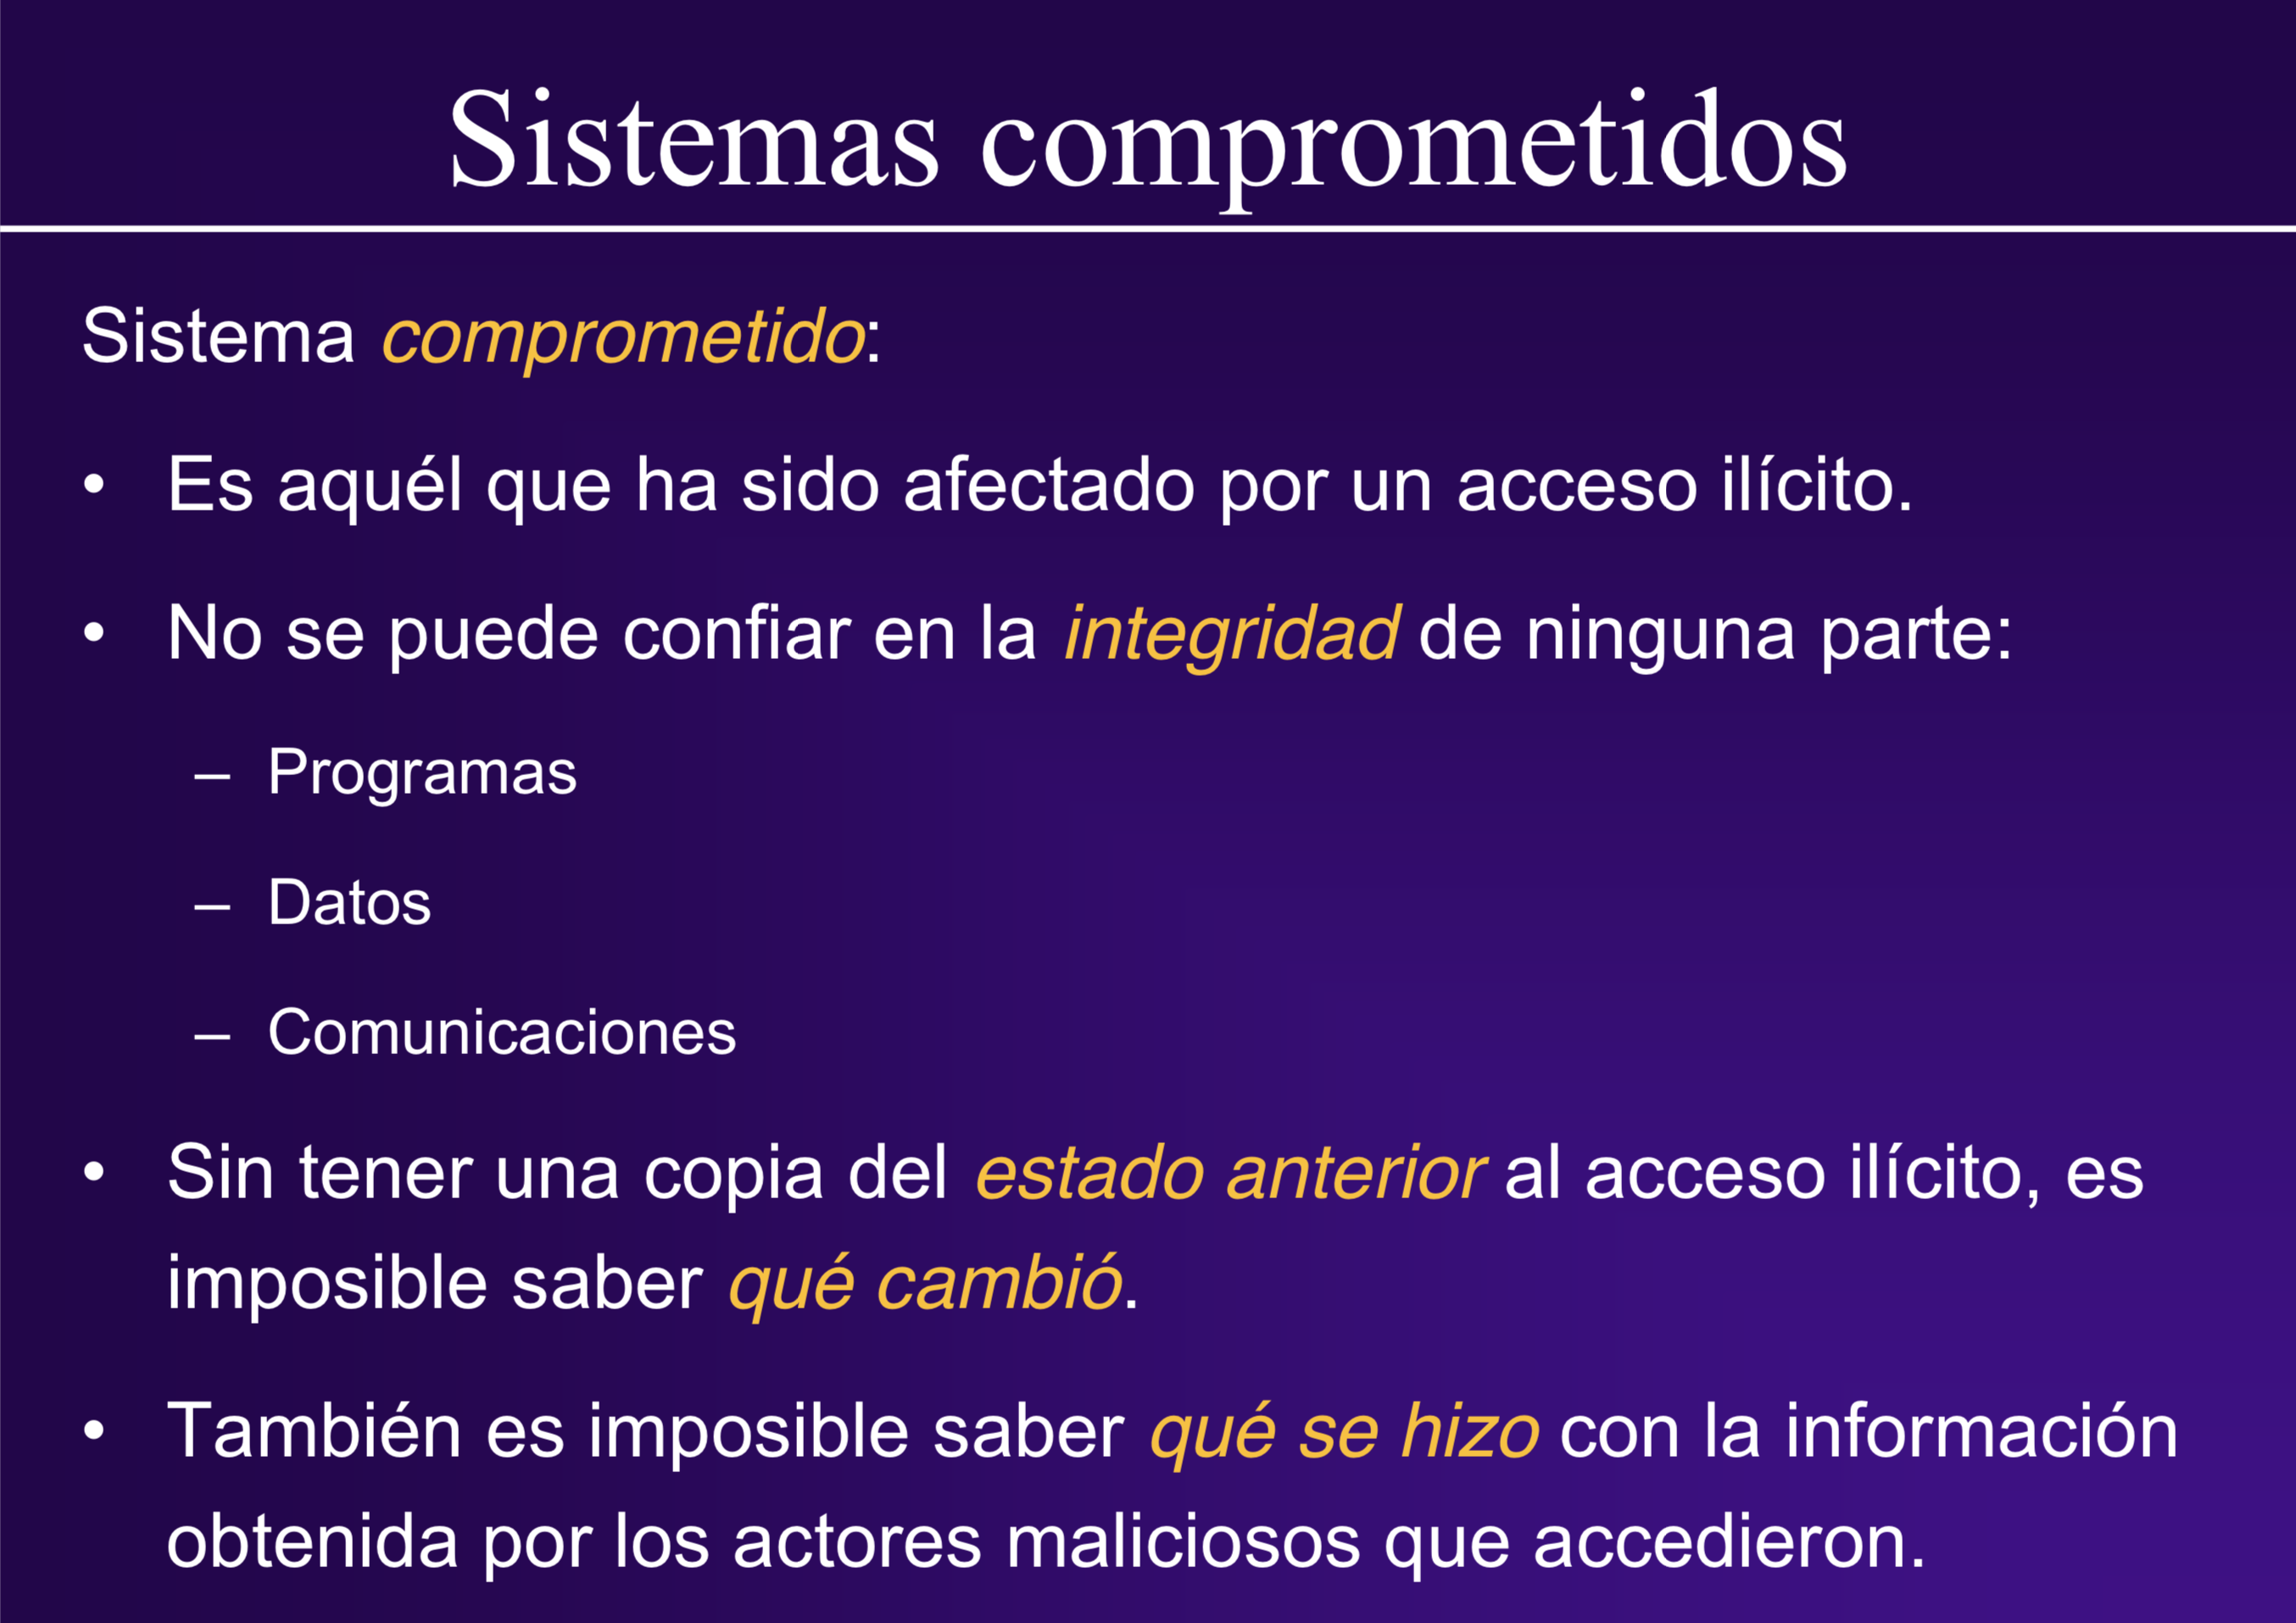 Sistemas comprometidos
Sistema comprometido:
• Es aquél que ha sido afectado por un acceso ilícito.
• No se puede confiar en la integridad de ninguna parte:
– Programas
– Datos
– Comunicaciones
• Sin tener una copia del estado anterior al acceso ilícito, es
imposible saber qué cambió.
• También es imposible saber qué se hizo con la información
obtenida por los actores maliciosos que accedieron.